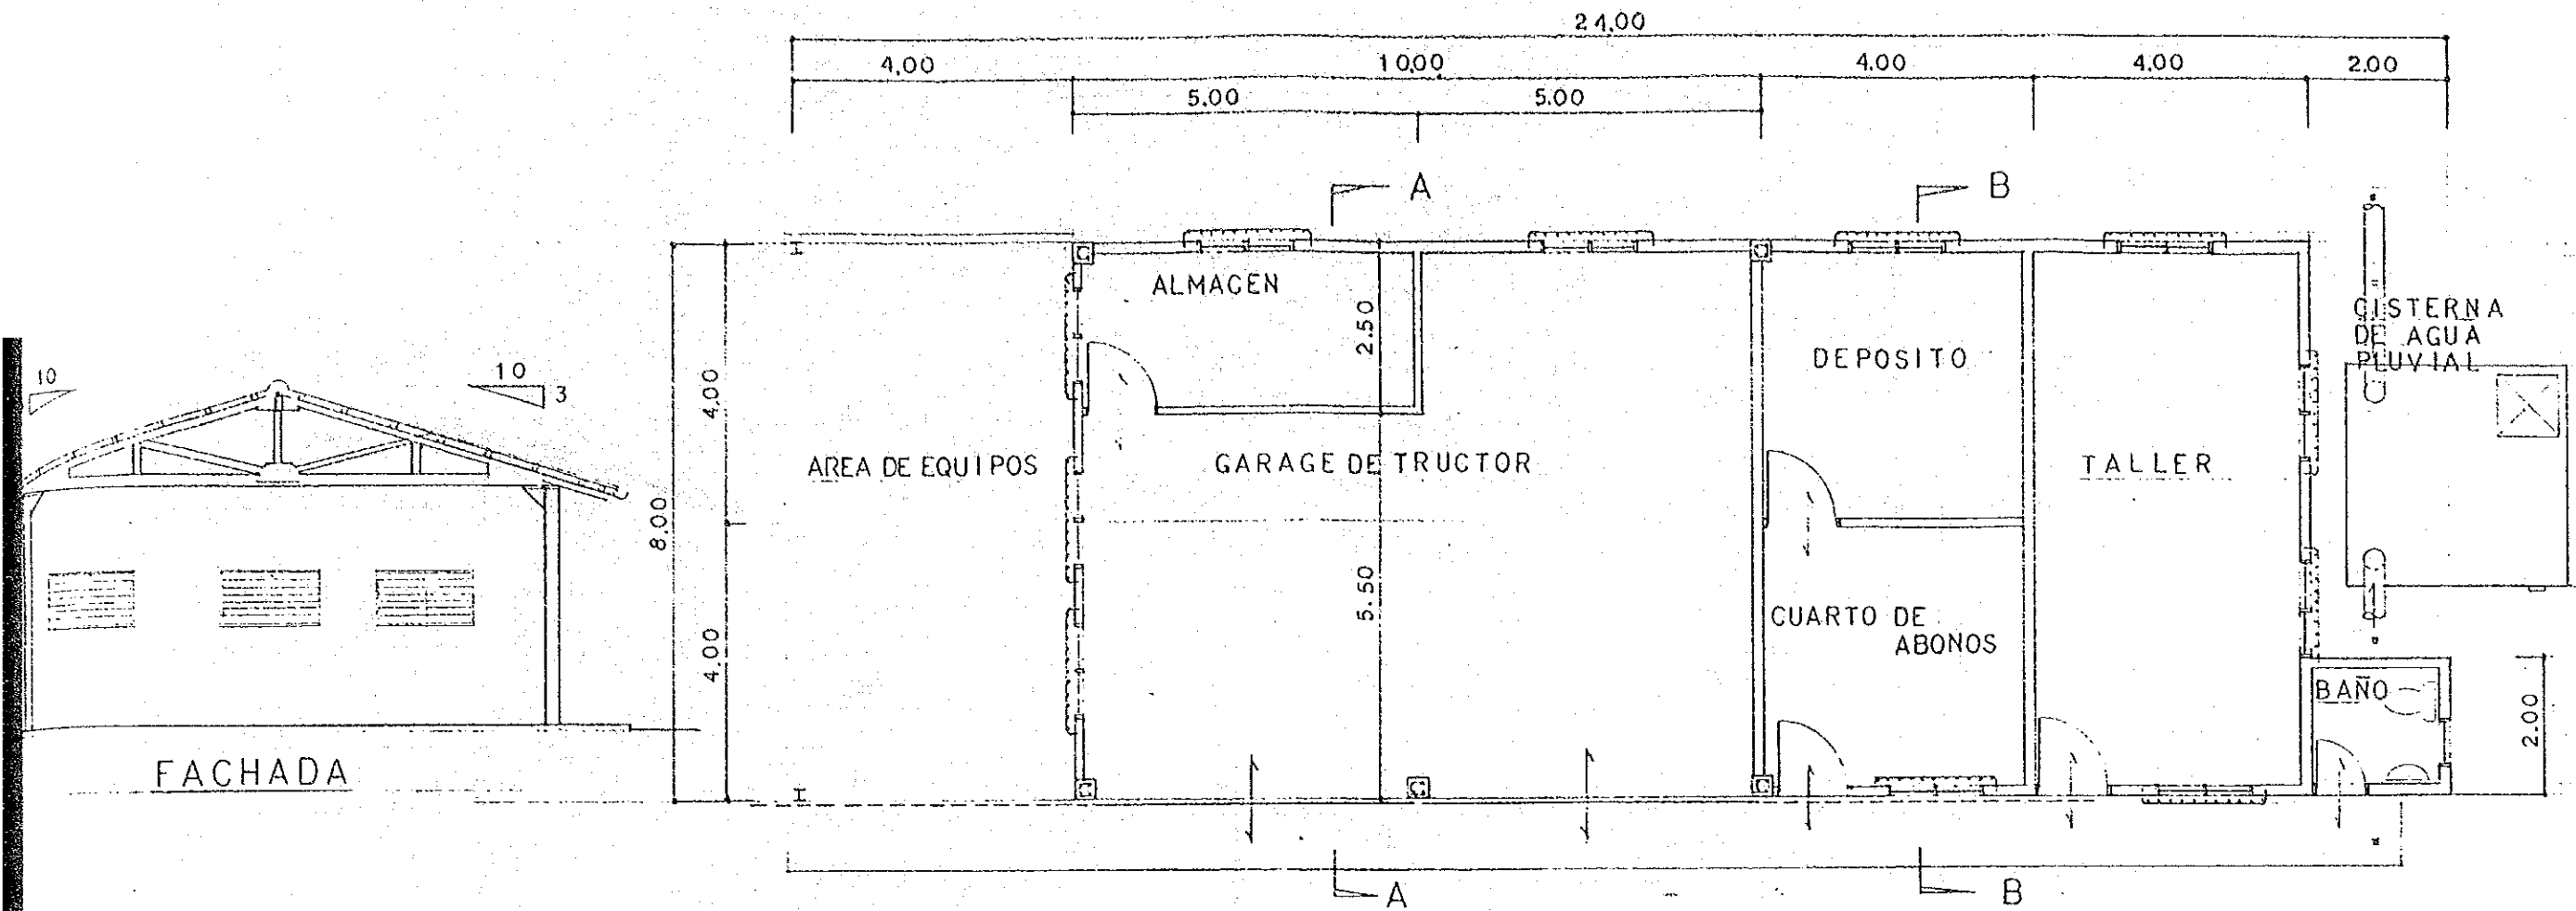 24,00
4,00
10,00
4.00
4,00
2.00
5.00
5.00
A
B
ALMACEN
2.50
CISTERNA
DE AGUA
PLUVIAL
DEPOSITO
10
10
3
4,00
8,00
AREA DE EQUIPOS
GARAGE DE TRUCTOR
TALLER
5.50
CUARTO DE
ABONOS
4,00
BAÑO
2.00
FACHADA
A
B